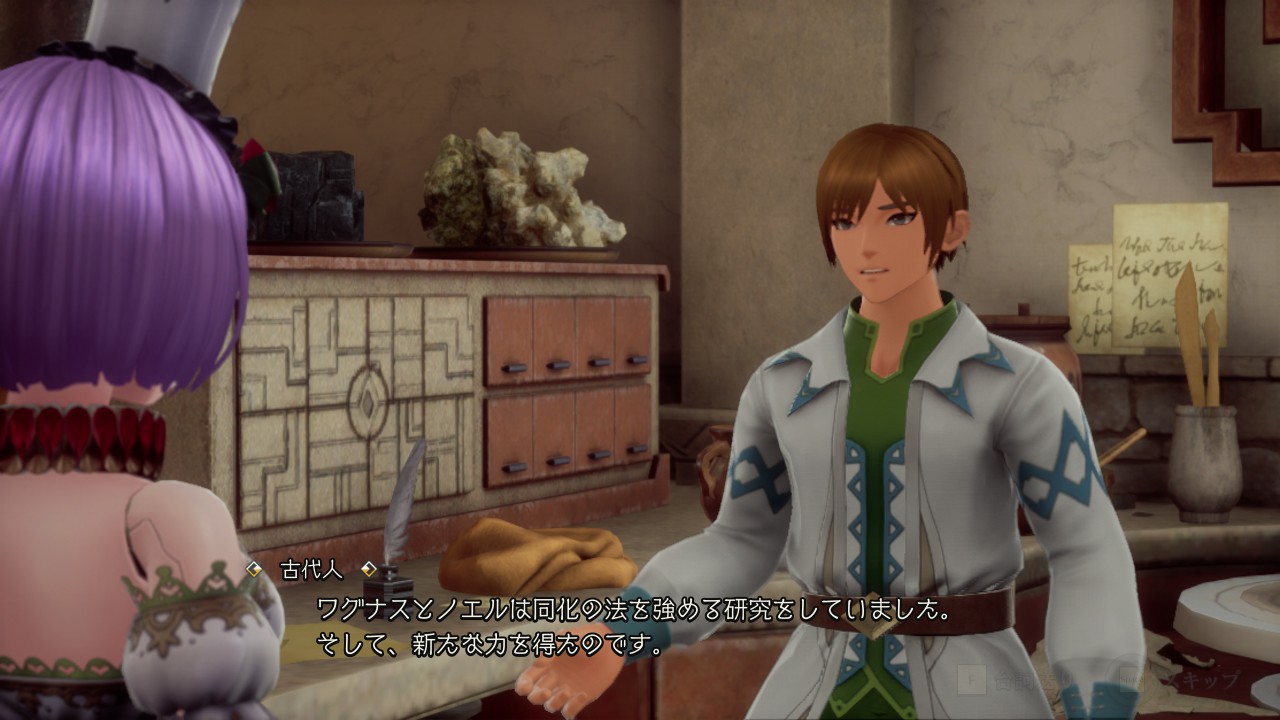 古代人
ワグナスとノエルは同化の法を強める研究をしていました。
そして、新たな力を得たのです。
F
スキップ